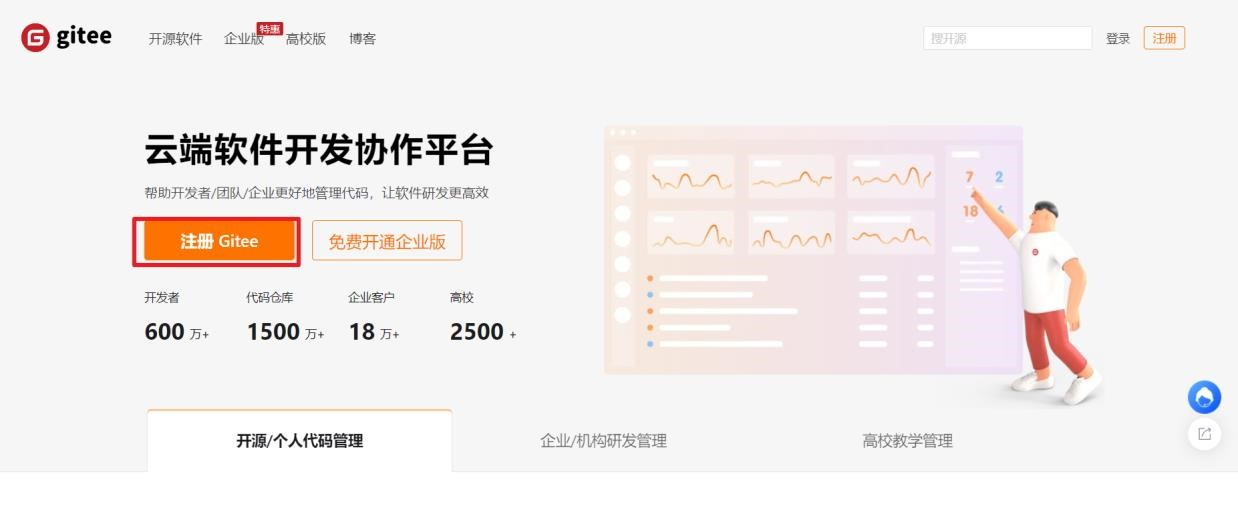 gitee
开源软件 企业版 特惠 高校版 博客
搜开源 登录 注册
云端软件开发协作平台
帮助开发者/团队/企业更好地管理代码，让软件研发更高效
注册 Gitee 免费开通企业版
开发者 代码仓库 企业客户 高校
600 万+ 1500 万+ 18 万+ 2500 +
7 2
18
开源/个人代码管理 企业/机构研发管理 高校教学管理